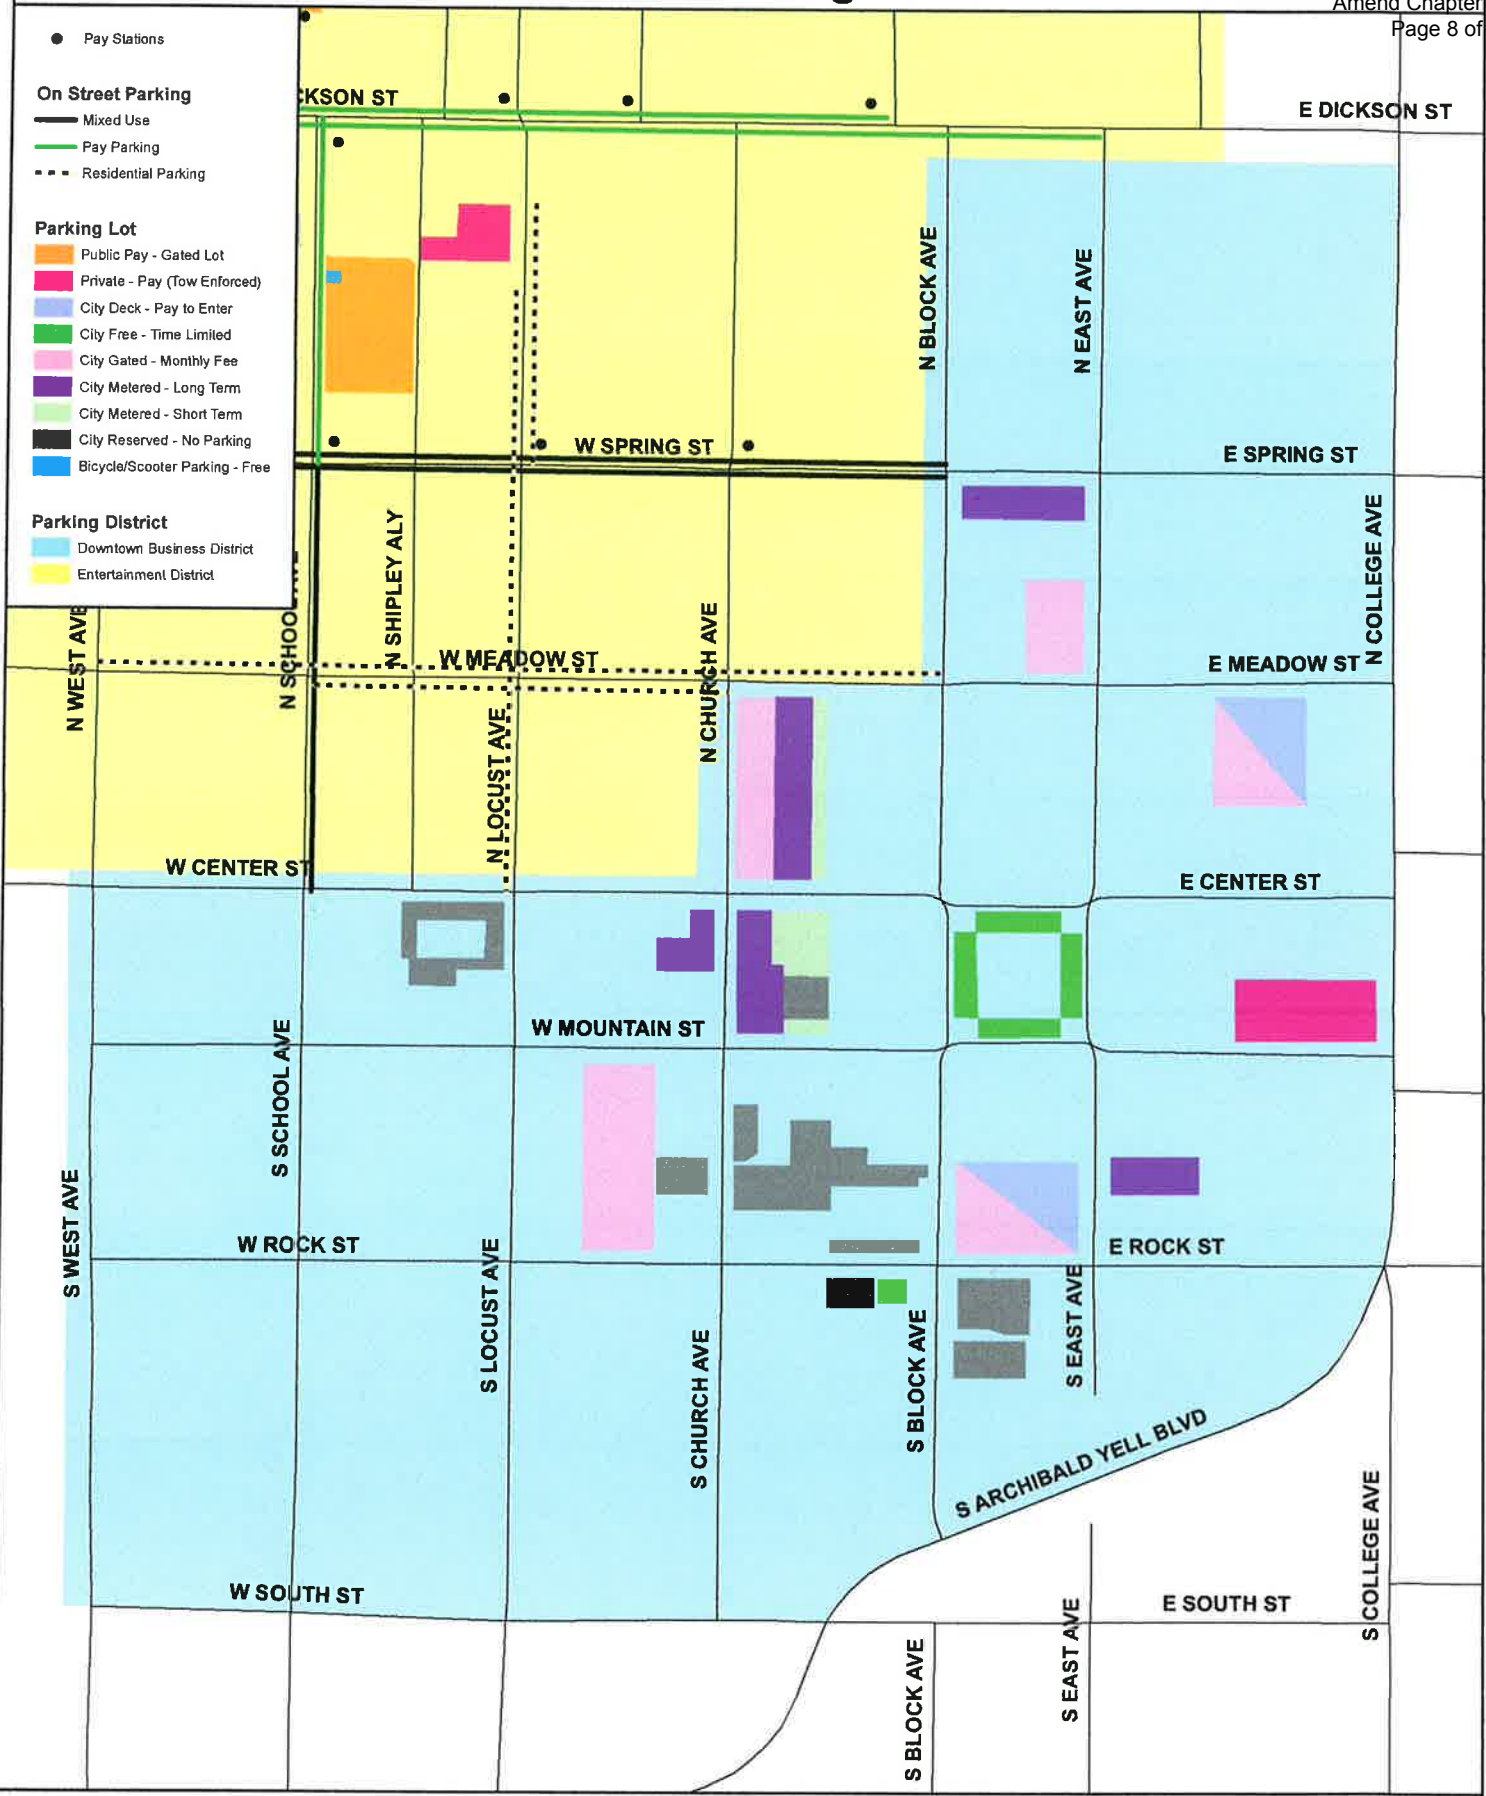 Amend Chapter
Page 8 of
Pay Stations
On Street Parking
Mixed Use
Pay Parking
Residential Parking
Parking Lot
Public Pay - Gated Lot
Private - Pay (Tow Enforced)
City Deck - Pay to Enter
City Free - Time Limited
City Gated - Monthly Fee
City Metered - Long Term
City Metered - Short Term
City Reserved - No Parking
Bicycle/Scooter Parking - Free
Parking District
Downtown Business District
Entertainment District
CKSON ST
E DICKSON ST
N BLOCK AVE
N EAST AVE
W SPRING ST
E SPRING ST
N COLLEGE AVE
N SHIPLEY ALY
N SCHOOL AVE
N WEST AVE
W MEADOW ST
N CHURCH AVE
E MEADOW ST
N LOCUST AVE
W CENTER ST
E CENTER ST
W MOUNTAIN ST
S SCHOOL AVE
S WEST AVE
W ROCK ST
E ROCK ST
S LOCUST AVE
S CHURCH AVE
S BLOCK AVE
S EAST AVE
S ARCHIBALD YELL BLVD
S COLLEGE AVE
W SOUTH ST
E SOUTH ST
S BLOCK AVE
S EAST AVE